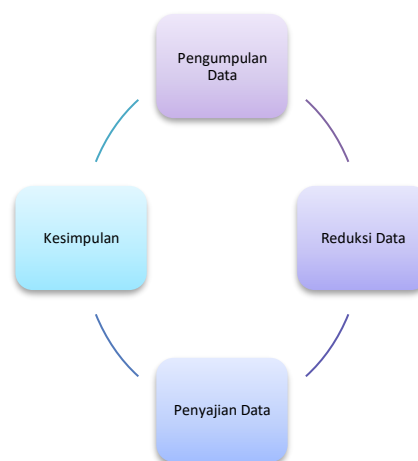 Pengumpulan
Data
Reduksi Data
Penyajian Data
Kesimpulan